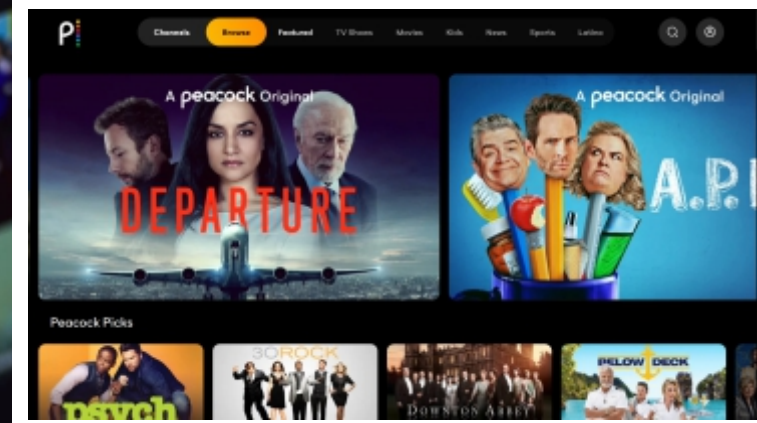 P
Channels Browse Featured TV Shows Movies Kids News Sports Latino
A peacock Original
DEPARTURE
A peacock Original
A.P.
Peacock Picks
psych
30ROCK
DOWNTON ABBEY
BELOW DECK